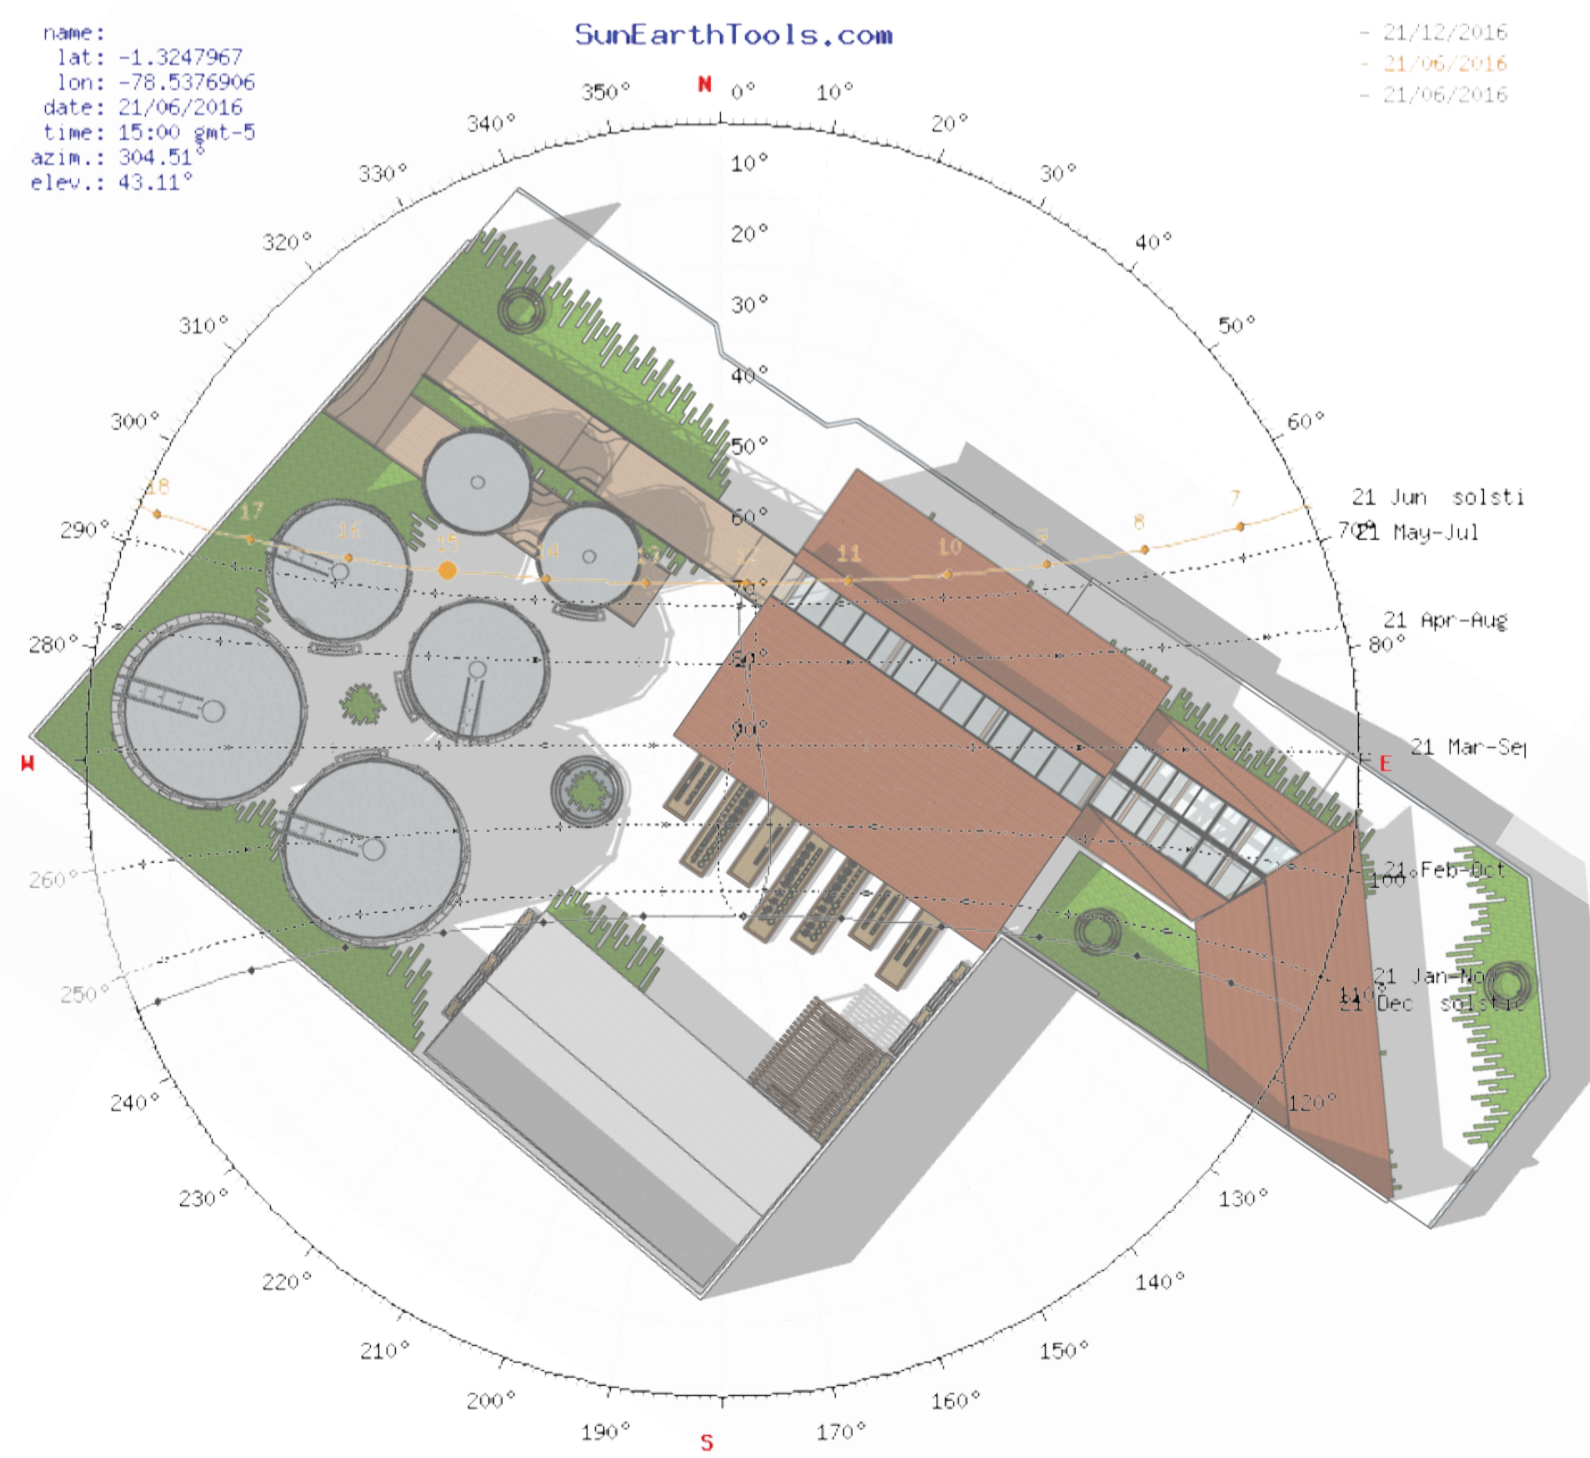 name:
lat: -1.3247967
lon: -78.5376906
date: 21/06/2016
time: 15:00 gmt-5
azim.: 304.51°
elev.: 43.11°
SunEarthTools.com
- 21/12/2016
- 21/06/2016
- 21/06/2016
N
350° 0° 10°
340° 20°
10°
330° 30°
20°
320° 40°
30°
310° 50°
40°
300° 60°
50°
18 17 16 15 14 13 12 11 10 9 8 7
21 Jun solsti
60°
290° 70°
21 May-Jul
70°
21 Apr-Aug
280° 80°
80°
90°
21 Mar-Sep
W E
260° 100°
21 Feb-Oct
21 Jan-Nov
250° 110°
21 Dec solstic
240° 120°
230° 130°
220° 140°
210° 150°
200° 160°
190° 170°
S